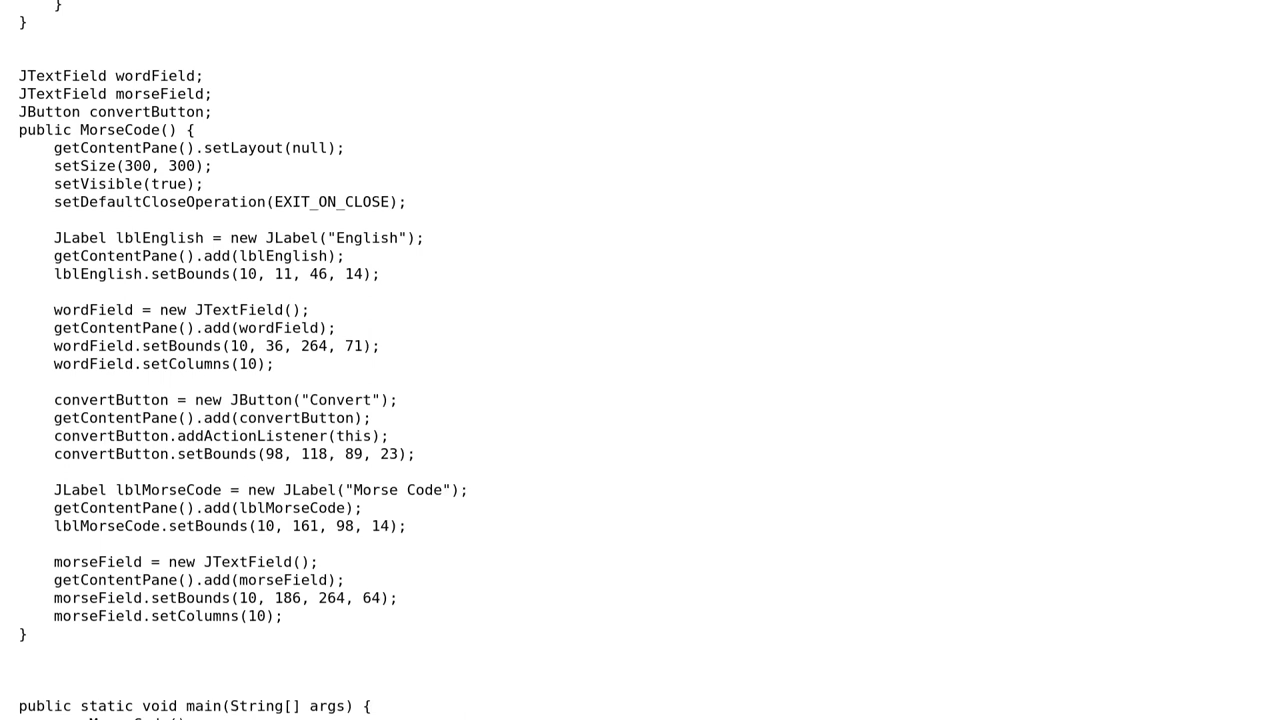 }
}
JTextField wordField;
JTextField morseField;
JButton convertButton;
public MorseCode() {
    getContentPane().setLayout(null);
    setSize(300, 300);
    setVisible(true);
    setDefaultCloseOperation(EXIT_ON_CLOSE);
    JLabel lblEnglish = new JLabel("English");
    getContentPane().add(lblEnglish);
    lblEnglish.setBounds(10, 11, 46, 14);
    wordField = new JTextField();
    getContentPane().add(wordField);
    wordField.setBounds(10, 36, 264, 71);
    wordField.setColumns(10);
    convertButton = new JButton("Convert");
    getContentPane().add(convertButton);
    convertButton.addActionListener(this);
    convertButton.setBounds(98, 118, 89, 23);
    JLabel lblMorseCode = new JLabel("Morse Code");
    getContentPane().add(lblMorseCode);
    lblMorseCode.setBounds(10, 161, 98, 14);
    morseField = new JTextField();
    getContentPane().add(morseField);
    morseField.setBounds(10, 186, 264, 64);
    morseField.setColumns(10);
}
public static void main(String[] args) {